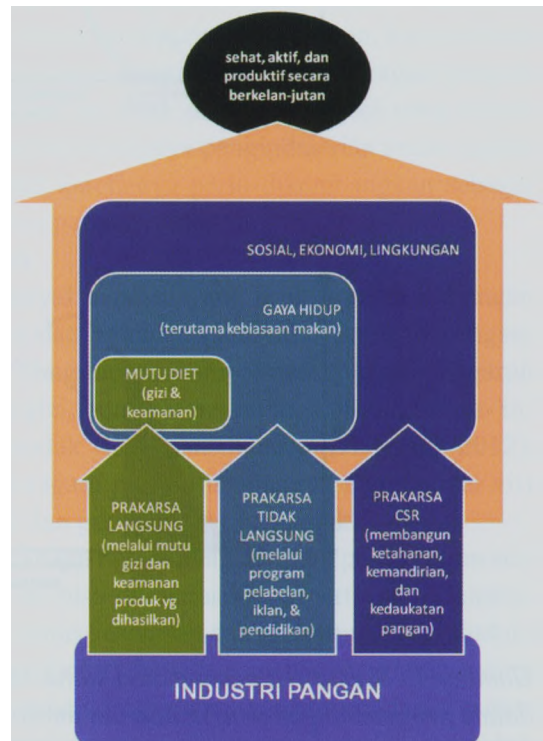 sehat, aktif, dan
produktif secara
berkelan-jutan
SOSIAL, EKONOMI, LINGKUNGAN
GAYA HIDUP
(terutama kebiasaan makan)
MUTU DIET
(gizi &
keamanan)
PRAKARSA
LANGSUNG
(melalui mutu
gizi dan
keamanan
produk yg
dihasilkan)
PRAKARSA
TIDAK
LANGSUNG
(melalui
program
pelabelan,
iklan, &
pendidikan)
PRAKARSA
CSR
(membangun
ketahanan,
kemandirian,
dan
kedaukatan
pangan)
INDUSTRI PANGAN